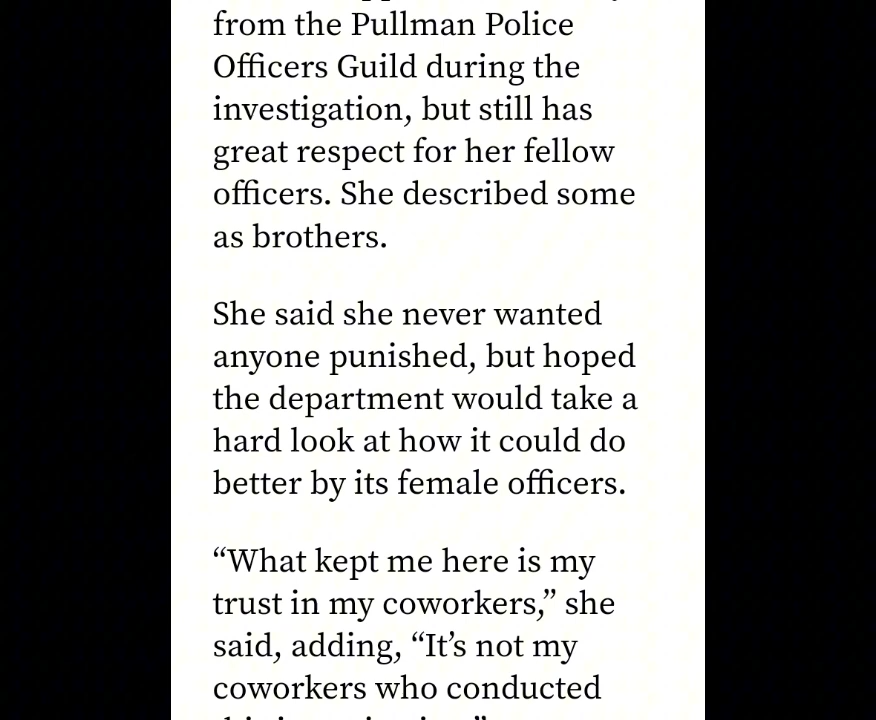 from the Pullman Police
Officers Guild during the
investigation, but still has
great respect for her fellow
officers. She described some
as brothers.
She said she never wanted
anyone punished, but hoped
the department would take a
hard look at how it could do
better by its female officers.
“What kept me here is my
trust in my coworkers,” she
said, adding, “It’s not my
coworkers who conducted